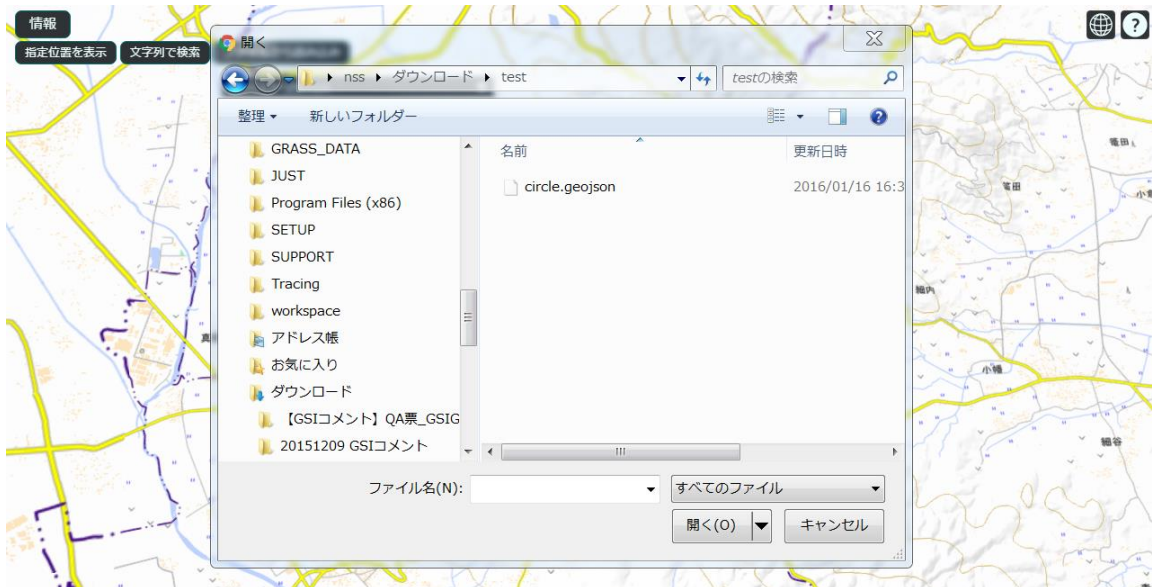 情報
指定位置を表示 文字列で検索
開く
nss ダウンロード test
testの検索
整理 新しいフォルダー
GRASS_DATA
JUST
Program Files (x86)
SETUP
SUPPORT
Tracing
workspace
アドレス帳
お気に入り
ダウンロード
【GSIコメント】QA票_GSIG
20151209 GSIコメント
名前 更新日時
circle.geojson 2016/01/16 16:3
ファイル名(N): すべてのファイル
開く(O) キャンセル
?
篠田
小幡
細谷